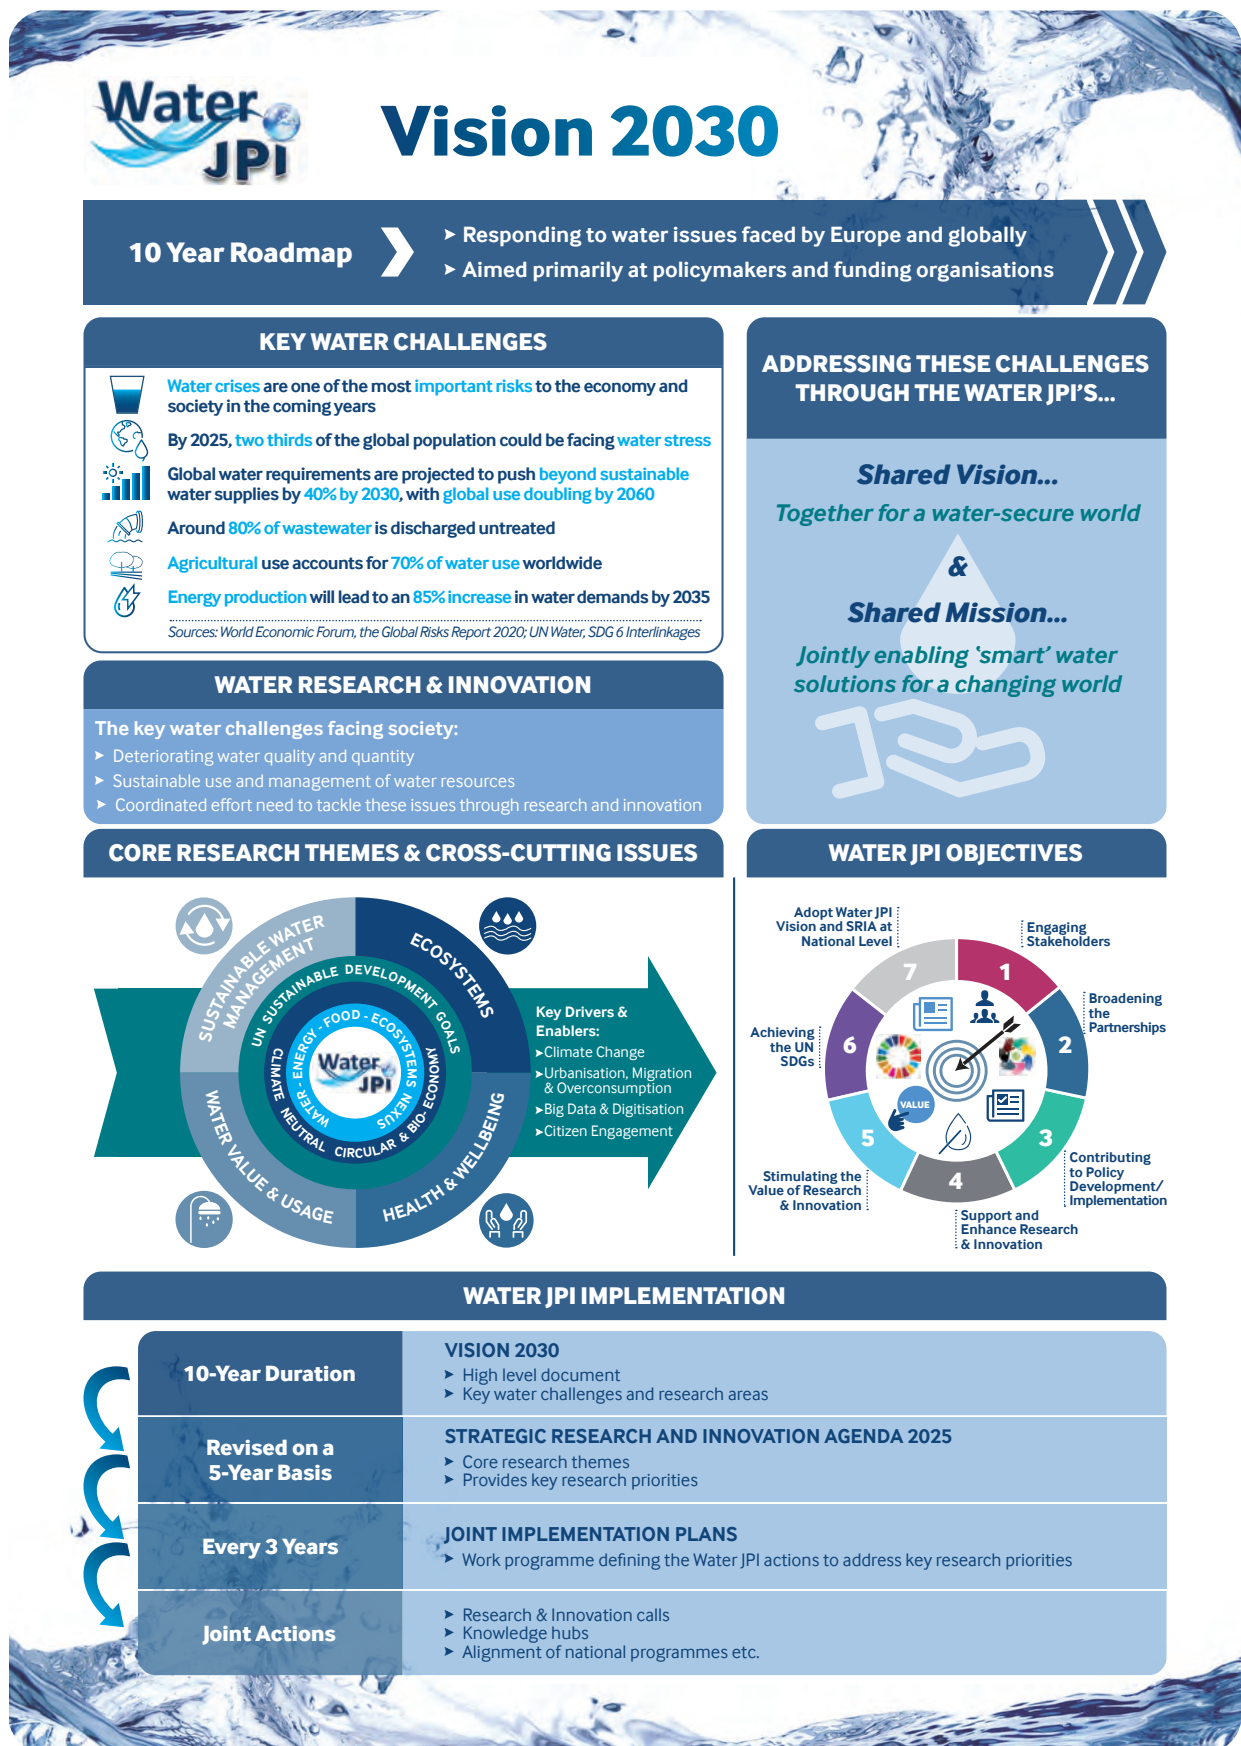 Water
JPI
Vision 2030
10 Year Roadmap
➤ Responding to water issues faced by Europe and globally
➤ Aimed primarily at policymakers and funding organisations
KEY WATER CHALLENGES
Water crises are one of the most important risks to the economy and
society in the coming years
By 2025, two thirds of the global population could be facing water stress
Global water requirements are projected to push beyond sustainable
water supplies by 40% by 2030, with global use doubling by 2060
Around 80% of wastewater is discharged untreated
Agricultural use accounts for 70% of water use worldwide
Energy production will lead to an 85% increase in water demands by 2035
Sources: World Economic Forum, the Global Risks Report 2020; UN Water, SDG 6 Interlinkages
ADDRESSING THESE CHALLENGES
THROUGH THE WATER JPI'S...
Shared Vision...
Together for a water-secure world
&
Shared Mission...
Jointly enabling ‘smart’ water
solutions for a changing world
WATER RESEARCH & INNOVATION
The key water challenges facing society:
➤ Deteriorating water quality and quantity
➤ Sustainable use and management of water resources
➤ Coordinated effort need to tackle these issues through research and innovation
CORE RESEARCH THEMES & CROSS-CUTTING ISSUES
SUSTAINABLE WATER
MANAGEMENT
ECOSYSTEMS
HEALTH & WELLBEING
WATER VALUE & USAGE
UN SUSTAINABLE DEVELOPMENT GOALS
CLIMATE NEUTRAL CIRCULAR & BIO-ECONOMY
WATER - ENERGY - FOOD - ECOSYSTEMS NEXUS
Water
JPI
Key Drivers &
Enablers:
➤Climate Change
➤Urbanisation, Migration
& Overconsumption
➤Big Data & Digitisation
➤Citizen Engagement
WATER JPI OBJECTIVES
1
Engaging
Stakeholders
2
Broadening
the
Partnerships
3
Contributing
to Policy
Development/
Implementation
4
Support and
Enhance Research
& Innovation
5
Stimulating the
Value of Research
& Innovation
6
Achieving
the UN
SDGs
7
Adopt Water JPI
Vision and SRIA at
National Level
VALUE
WATER JPI IMPLEMENTATION
10-Year Duration
VISION 2030
➤ High level document
➤ Key water challenges and research areas
Revised on a
5-Year Basis
STRATEGIC RESEARCH AND INNOVATION AGENDA 2025
➤ Core research themes
➤ Provides key research priorities
Every 3 Years
JOINT IMPLEMENTATION PLANS
➤ Work programme defining the Water JPI actions to address key research priorities
Joint Actions
➤ Research & Innovation calls
➤ Knowledge hubs
➤ Alignment of national programmes etc.